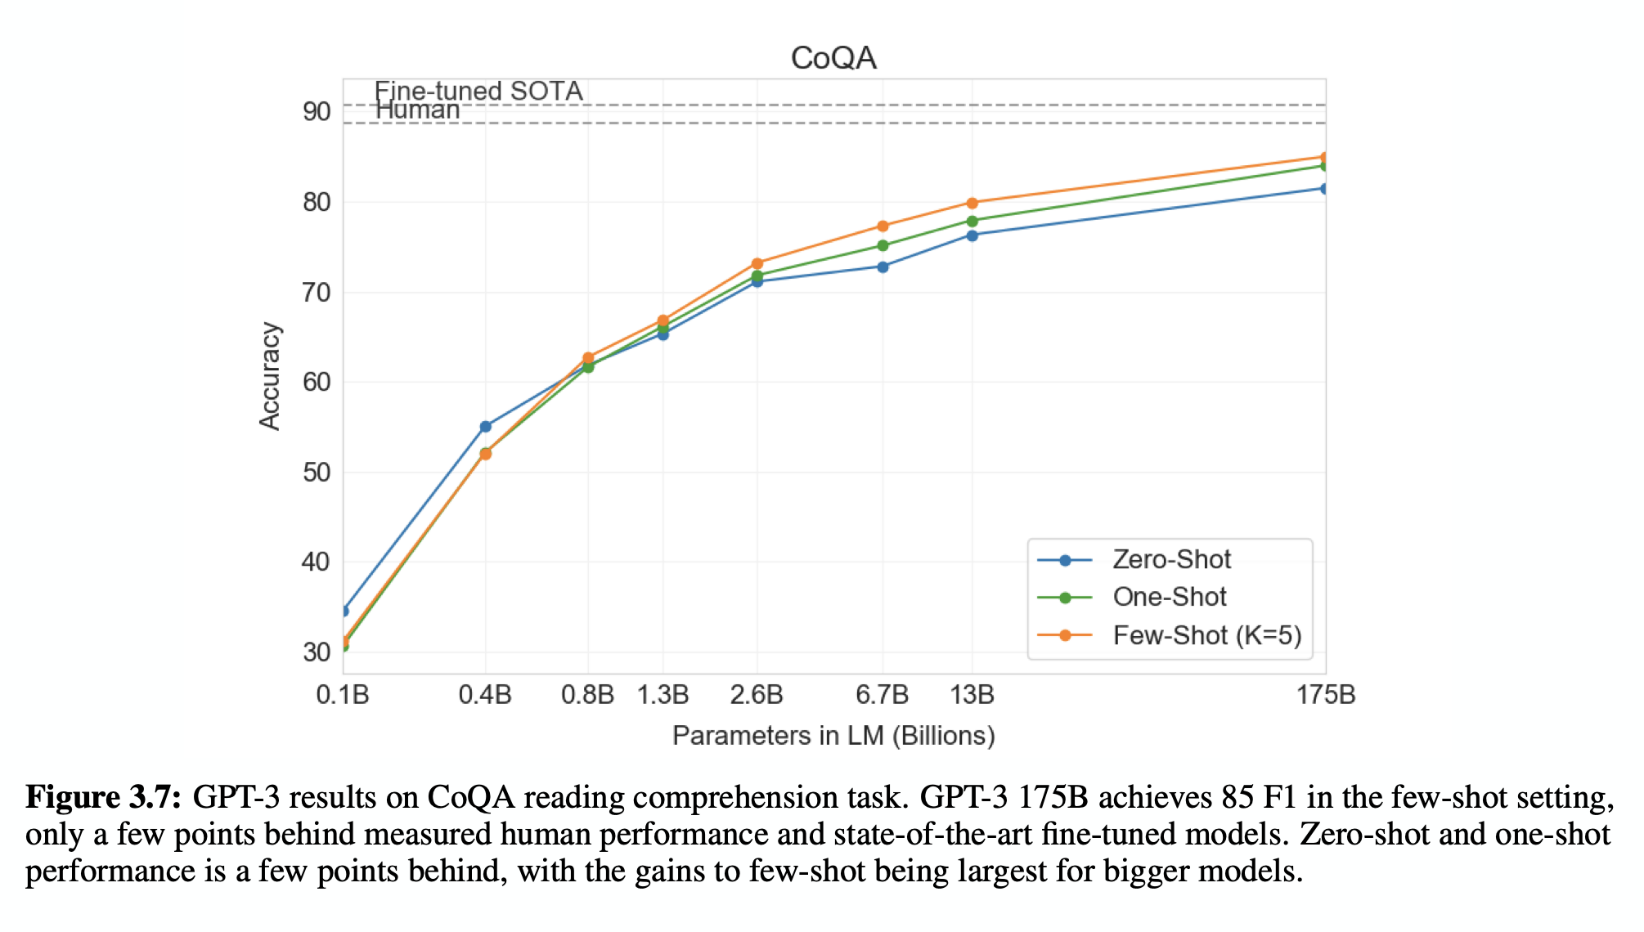 CoQA
Fine-tuned SOTA
Human
90
80
70
60
50
40
30
Accuracy
Zero-Shot
One-Shot
Few-Shot (K=5)
0.1B 0.4B 0.8B 1.3B 2.6B 6.7B 13B 175B
Parameters in LM (Billions)
Figure 3.7: GPT-3 results on CoQA reading comprehension task. GPT-3 175B achieves 85 F1 in the few-shot setting,
only a few points behind measured human performance and state-of-the-art fine-tuned models. Zero-shot and one-shot
performance is a few points behind, with the gains to few-shot being largest for bigger models.